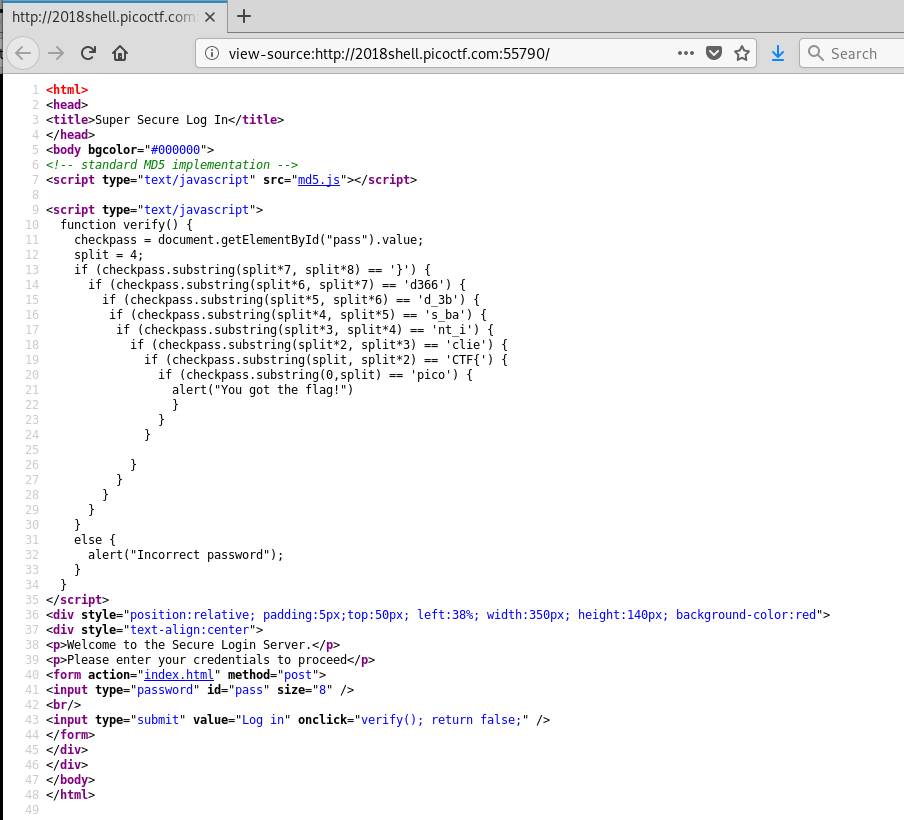 http://2018shell.picoctf.com:
view-source:http://2018shell.picoctf.com:55790/
Search
1 <html>
2 <head>
3 <title>Super Secure Log In</title>
4 </head>
5 <body bgcolor="#000000">
6 <!-- standard MD5 implementation -->
7 <script type="text/javascript" src="md5.js"></script>
8
9 <script type="text/javascript">
10   function verify() {
11     checkpass = document.getElementById("pass").value;
12     split = 4;
13     if (checkpass.substring(split*7, split*8) == '}') {
14       if (checkpass.substring(split*6, split*7) == 'd366') {
15         if (checkpass.substring(split*5, split*6) == 'd_3b') {
16          if (checkpass.substring(split*4, split*5) == 's_ba') {
17           if (checkpass.substring(split*3, split*4) == 'nt_i') {
18             if (checkpass.substring(split*2, split*3) == 'clie') {
19               if (checkpass.substring(split, split*2) == 'CTF{') {
20                 if (checkpass.substring(0,split) == 'pico') {
21                   alert("You got the flag!")
22                   }
23                 }
24               }
25
26             }
27           }
28         }
29       }
30     }
31     else {
32       alert("Incorrect password");
33     }
34   }
35 </script>
36 <div style="position:relative; padding:5px;top:50px; left:38%; width:350px; height:140px; background-color:red">
37 <div style="text-align:center">
38 <p>Welcome to the Secure Login Server.</p>
39 <p>Please enter your credentials to proceed</p>
40 <form action="index.html" method="post">
41 <input type="password" id="pass" size="8" />
42 <br/>
43 <input type="submit" value="Log in" onclick="verify(); return false;" />
44 </form>
45 </div>
46 </div>
47 </body>
48 </html>
49